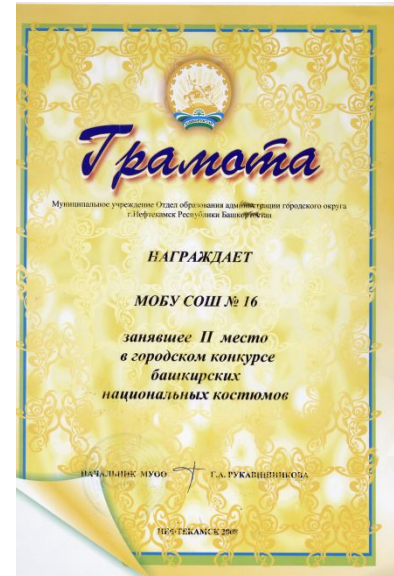 Грамота
Муниципальное учреждение Отдел образования администрации городского округа
г.Нефтекамск Республики Башкортостан
НАГРАЖДАЕТ
МОБУ СОШ № 16
занявшее II место
в городском конкурсе
башкирских
национальных костюмов
НАЧАЛЬНИК МУОО Г.А. РУКАВИШНИКОВА
НЕФТЕКАМСК 2009